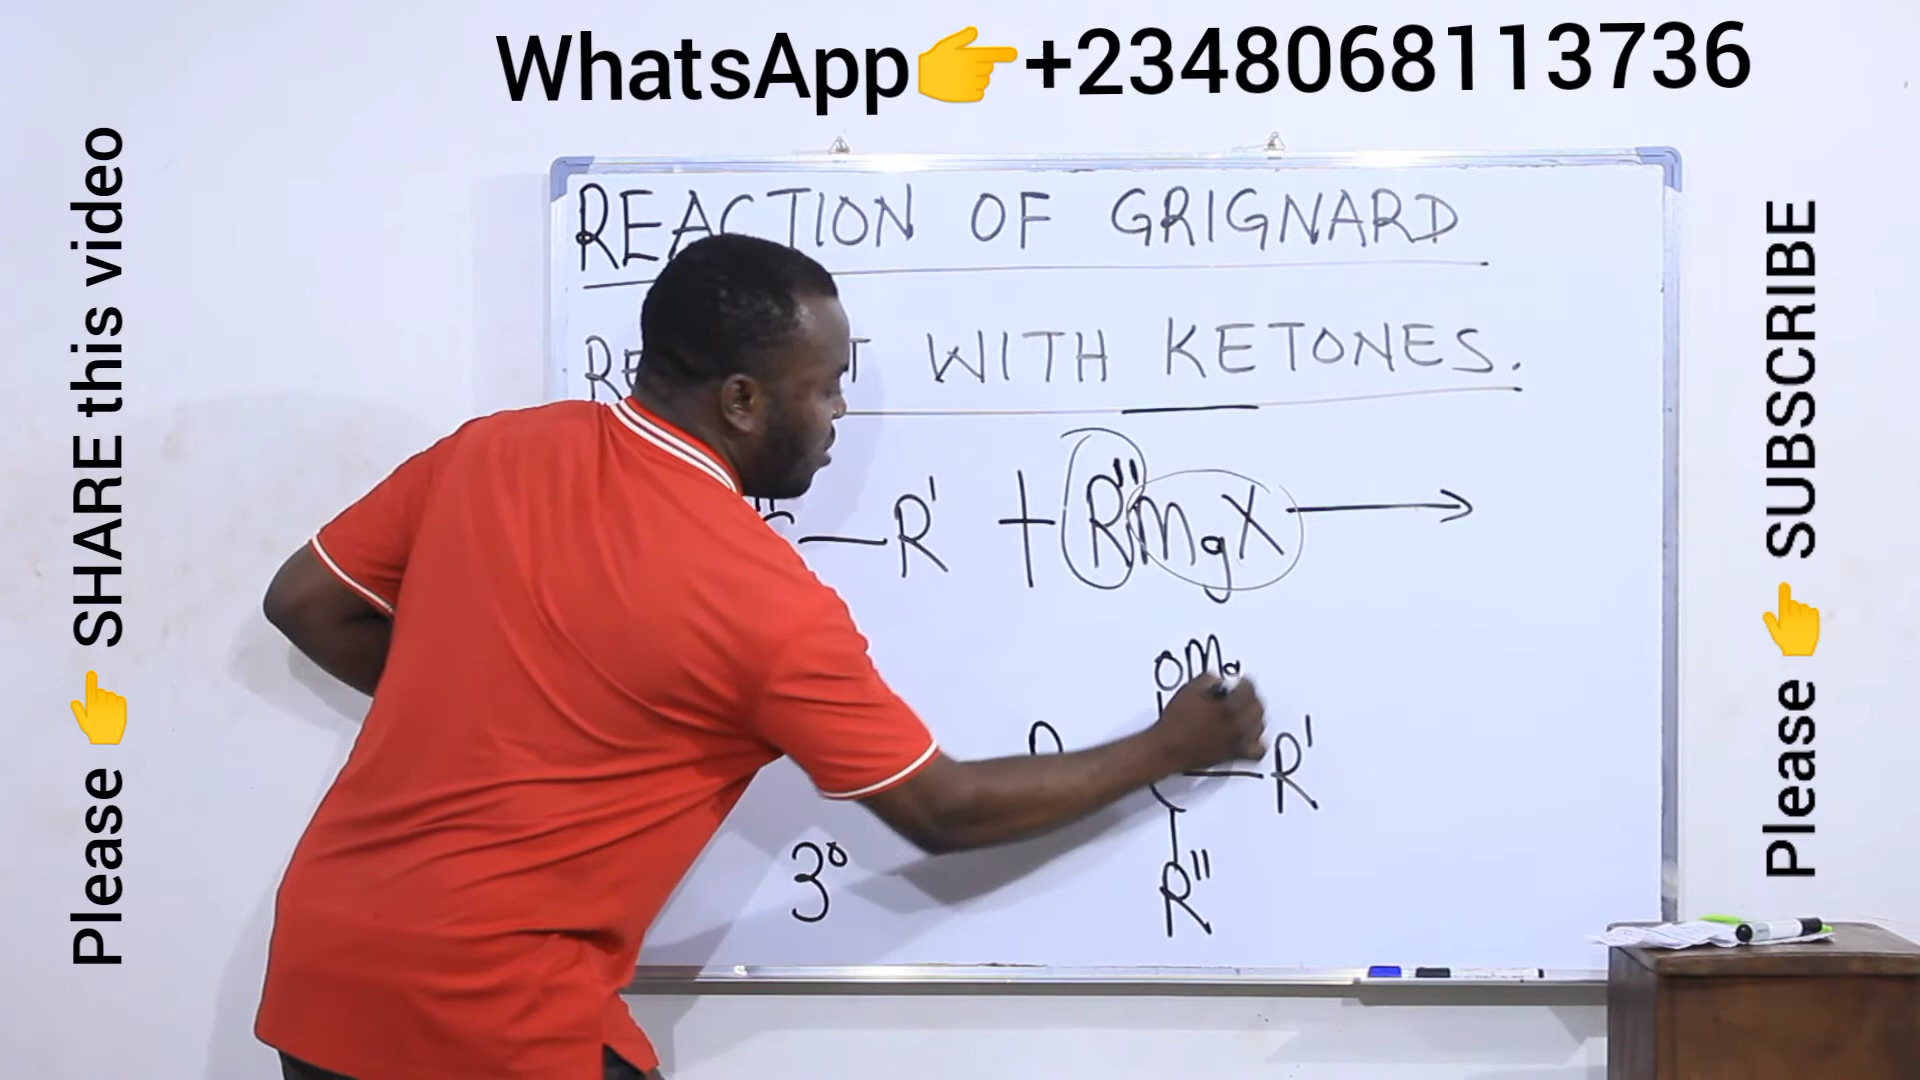 WhatsApp👉+2348068113736
Please 👉 SHARE this video
REACTION OF GRIGNARD
WITH KETONES.
C—R' + R''MgX →
OMg
R
R'
3°
R''
Please 👉 SUBSCRIBE